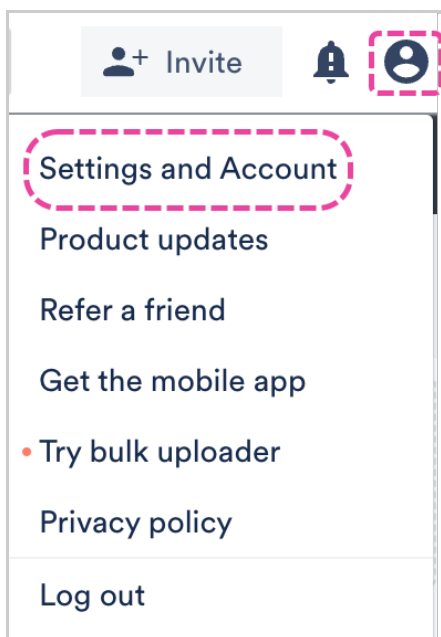 Invite
Settings and Account
Product updates
Refer a friend
Get the mobile app
Try bulk uploader
Privacy policy
Log out